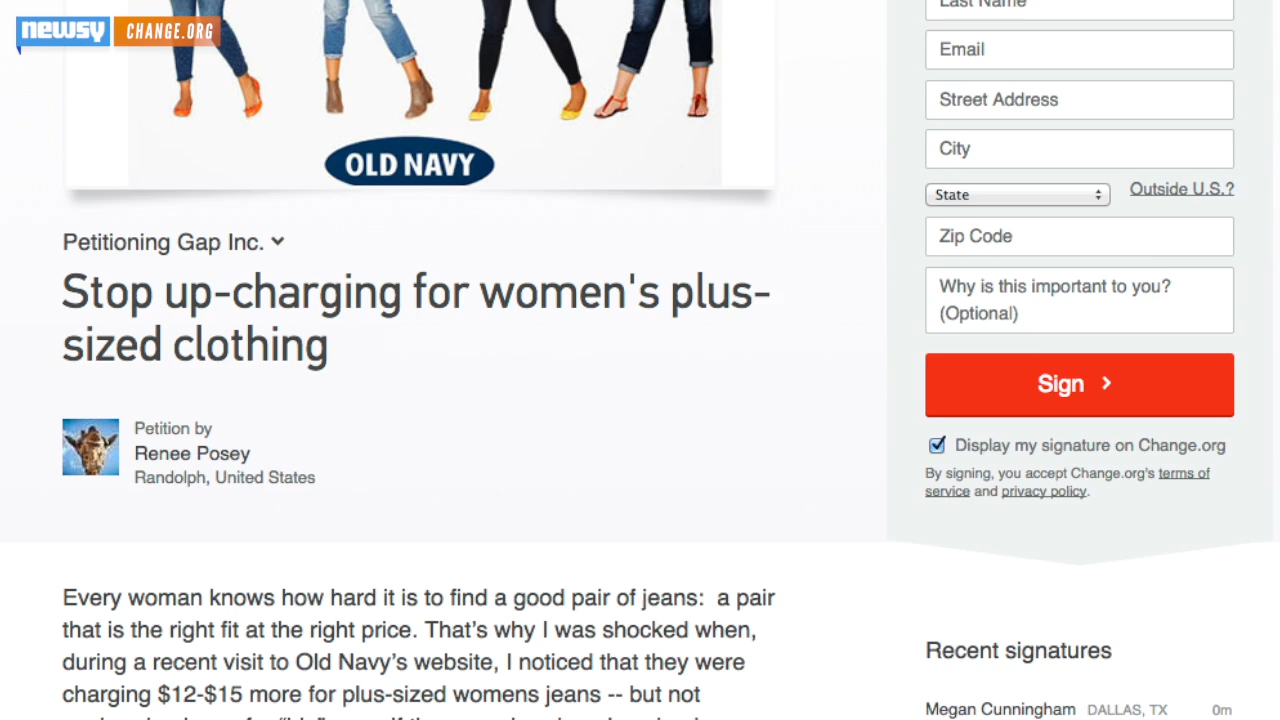 newsy CHANGE.ORG
OLD NAVY
Petitioning Gap Inc.
Stop up-charging for women's plus-
sized clothing
Petition by
Renee Posey
Randolph, United States
Every woman knows how hard it is to find a good pair of jeans:  a pair
that is the right fit at the right price. That’s why I was shocked when,
during a recent visit to Old Navy’s website, I noticed that they were
charging $12-$15 more for plus-sized womens jeans -- but not
Last Name
Email
Street Address
City
State
Outside U.S.?
Zip Code
Why is this important to you?
(Optional)
Sign
Display my signature on Change.org
By signing, you accept Change.org's terms of
service and privacy policy.
Recent signatures
Megan Cunningham DALLAS, TX 0m